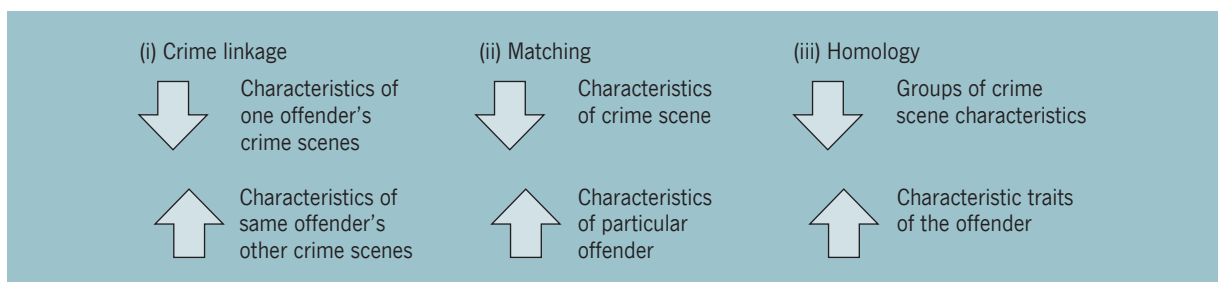 (i) Crime linkage
Characteristics of
one offender’s
crime scenes
Characteristics of
same offender’s
other crime scenes
(ii) Matching
Characteristics
of crime scene
Characteristics
of particular
offender
(iii) Homology
Groups of crime
scene characteristics
Characteristic traits
of the offender